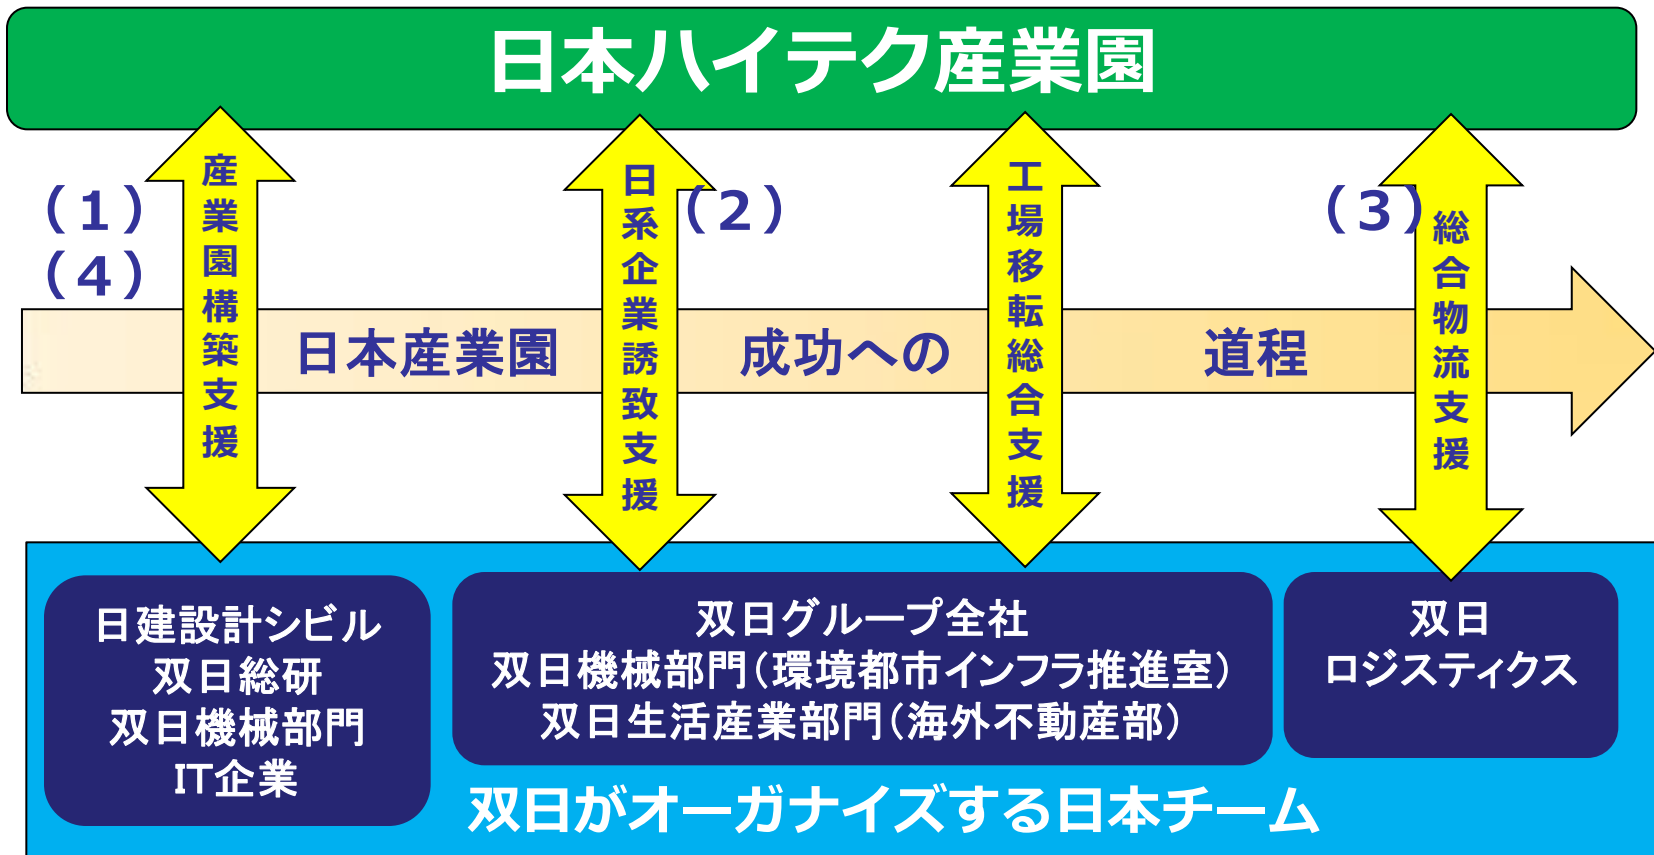 日本ハイテク産業園
（１）
（４）
産業園構築支援
日系企業誘致支援
（２）
工場移転総合支援
（３）
総合物流支援
日本産業園　成功への　道程
日建設計シビル
双日総研
双日機械部門
IT企業
双日グループ全社
双日機械部門（環境都市インフラ推進室）
双日生活産業部門（海外不動産部）
双日
ロジスティクス
双日がオーガナイズする日本チーム